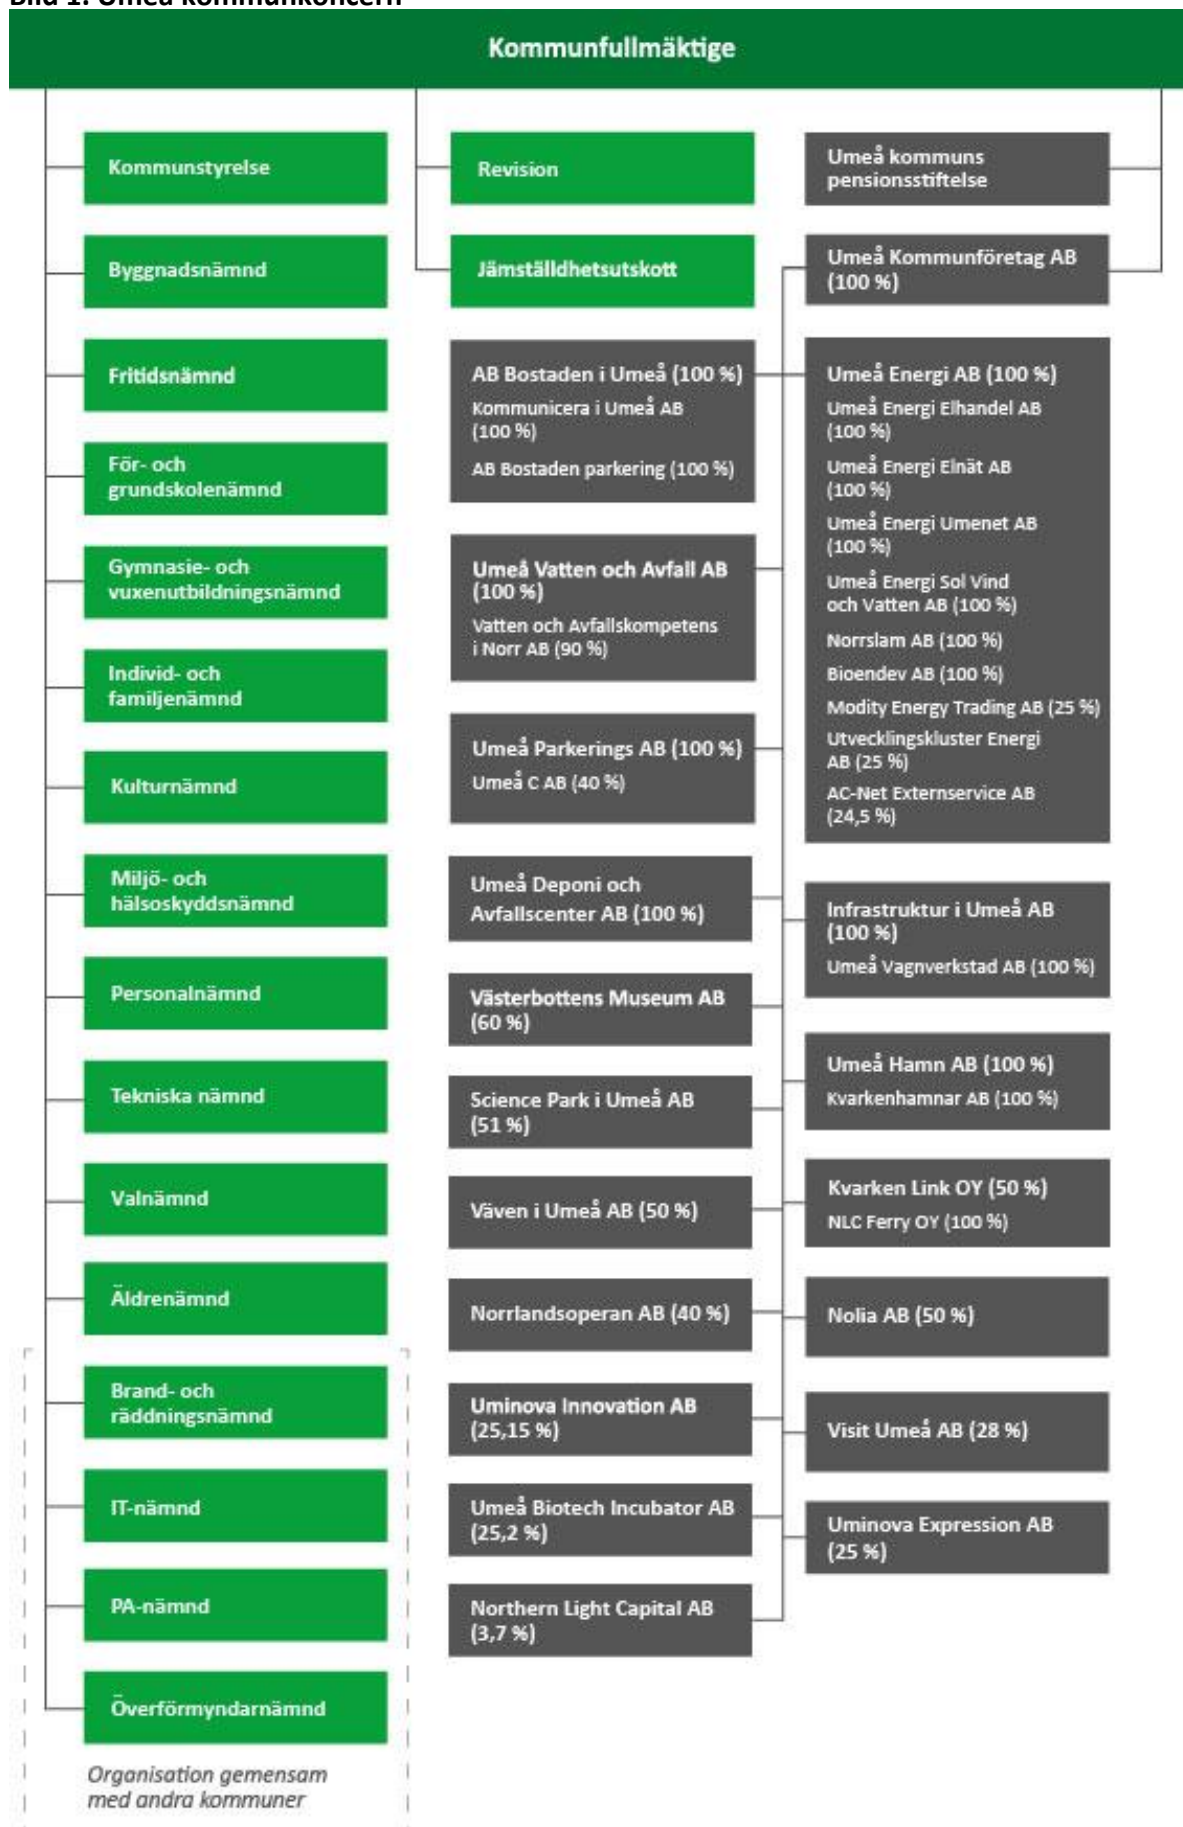 Bild 1: Umeå kommunkoncern
Kommunfullmäktige
Kommunstyrelse
Byggnadsnämnd
Fritidsnämnd
För- och
grundskolenämnd
Gymnasie- och
vuxenutbildningsnämnd
Individ- och
familjenämnd
Kulturnämnd
Miljö- och
hälsoskyddsnämnd
Personalnämnd
Tekniska nämnd
Valnämnd
Äldrenämnd
Brand- och
räddningsnämnd
IT-nämnd
PA-nämnd
Överförmyndarnämnd
Organisation gemensam
med andra kommuner
Revision
Jämställdhetsutskott
AB Bostaden i Umeå (100 %)
Kommunicera i Umeå AB
(100 %)
AB Bostaden parkering (100 %)
Umeå Vatten och Avfall AB
(100 %)
Vatten och Avfallskompetens
i Norr AB (90 %)
Umeå Parkerings AB (100 %)
Umeå C AB (40 %)
Umeå Deponi och
Avfallscenter AB (100 %)
Västerbottens Museum AB
(60 %)
Science Park i Umeå AB
(51 %)
Väven i Umeå AB (50 %)
Norrlandsoperan AB (40 %)
Uminova Innovation AB
(25,15 %)
Umeå Biotech Incubator AB
(25,2 %)
Northern Light Capital AB
(3,7 %)
Umeå kommuns
pensionsstiftelse
Umeå Kommunföretag AB
(100 %)
Umeå Energi AB (100 %)
Umeå Energi Elhandel AB
(100 %)
Umeå Energi Elnät AB
(100 %)
Umeå Energi Umenet AB
(100 %)
Umeå Energi Sol Vind
och Vatten AB (100 %)
Norrslam AB (100 %)
Bioendev AB (100 %)
Modity Energy Trading AB (25 %)
Utvecklingskluster Energi
AB (25 %)
AC-Net Externservice AB
(24,5 %)
Infrastruktur i Umeå AB
(100 %)
Umeå Vagnverkstad AB (100 %)
Umeå Hamn AB (100 %)
Kvarkenhamnar AB (100 %)
Kvarken Link OY (50 %)
NLC Ferry OY (100 %)
Nolia AB (50 %)
Visit Umeå AB (28 %)
Uminova Expression AB
(25 %)